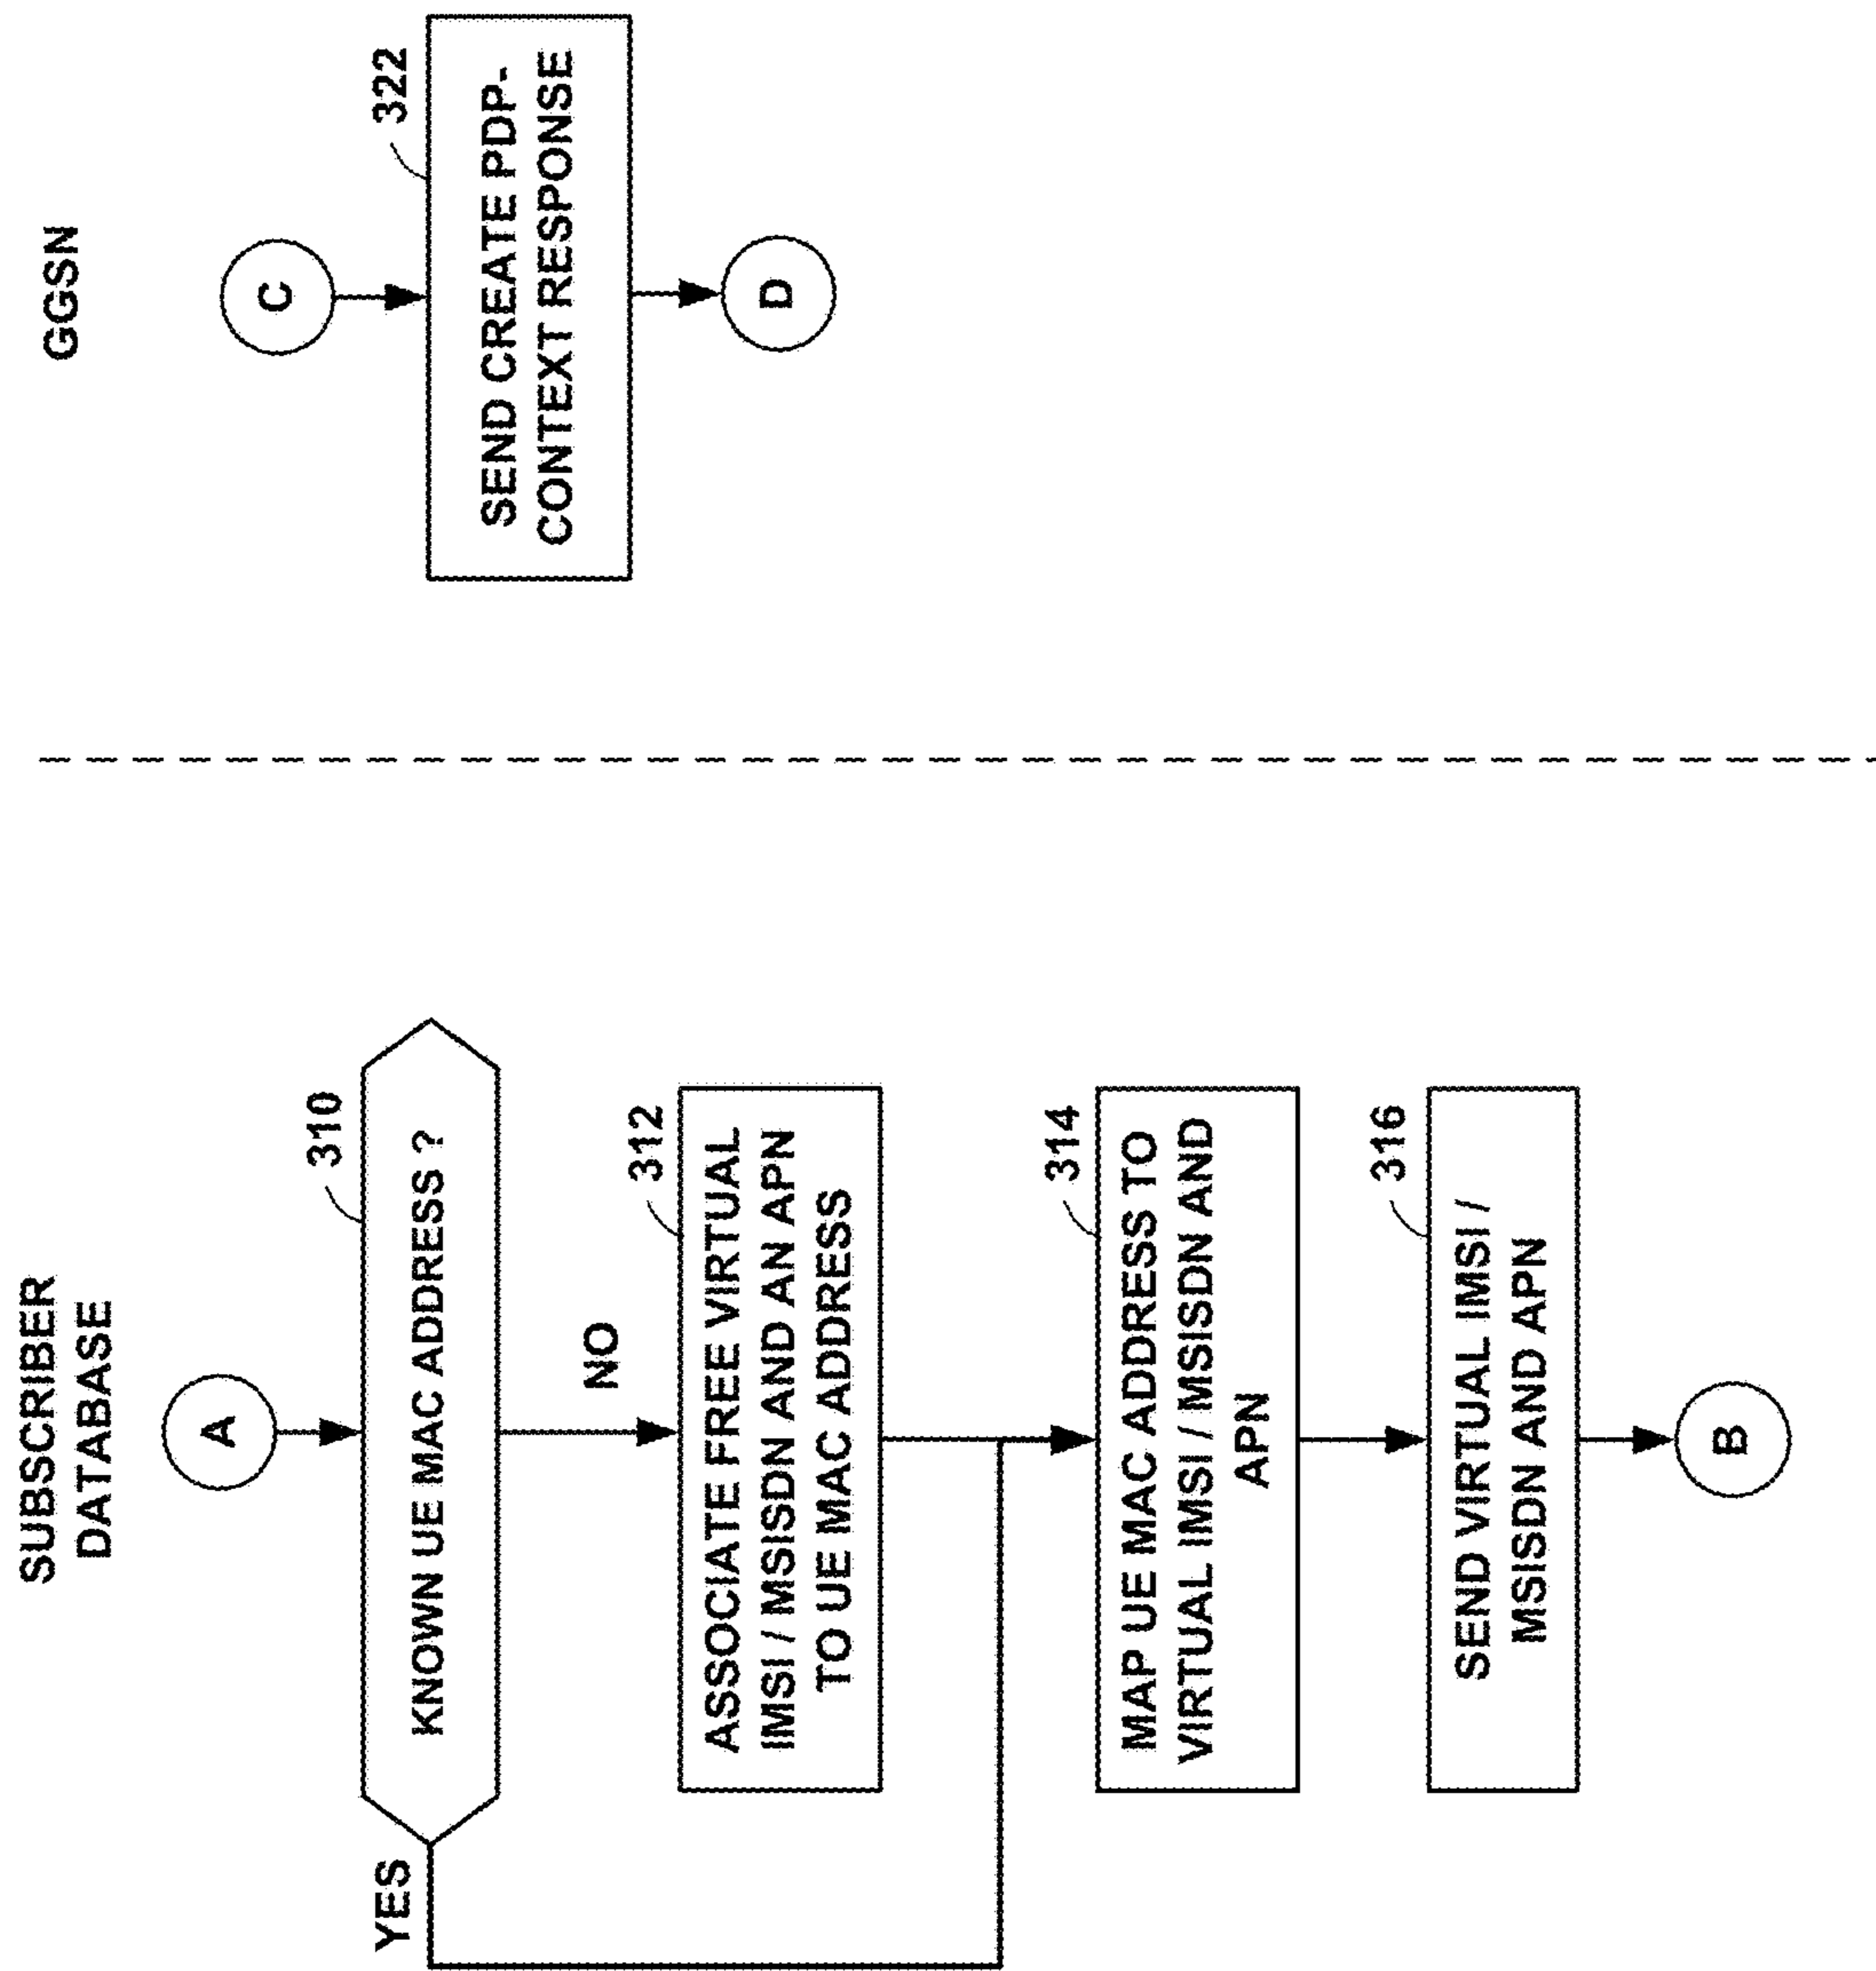 SUBSCRIBER
DATABASE
A
310
KNOWN UE MAC ADDRESS ?
YES
NO
312
ASSOCIATE FREE VIRTUAL
IMSI / MSISDN AND AN APN
TO UE MAC ADDRESS
314
MAP UE MAC ADDRESS TO
VIRTUAL IMSI / MSISDN AND
APN
316
SEND VIRTUAL IMSI /
MSISDN AND APN
B
GGSN
C
322
SEND CREATE PDP-
CONTEXT RESPONSE
D